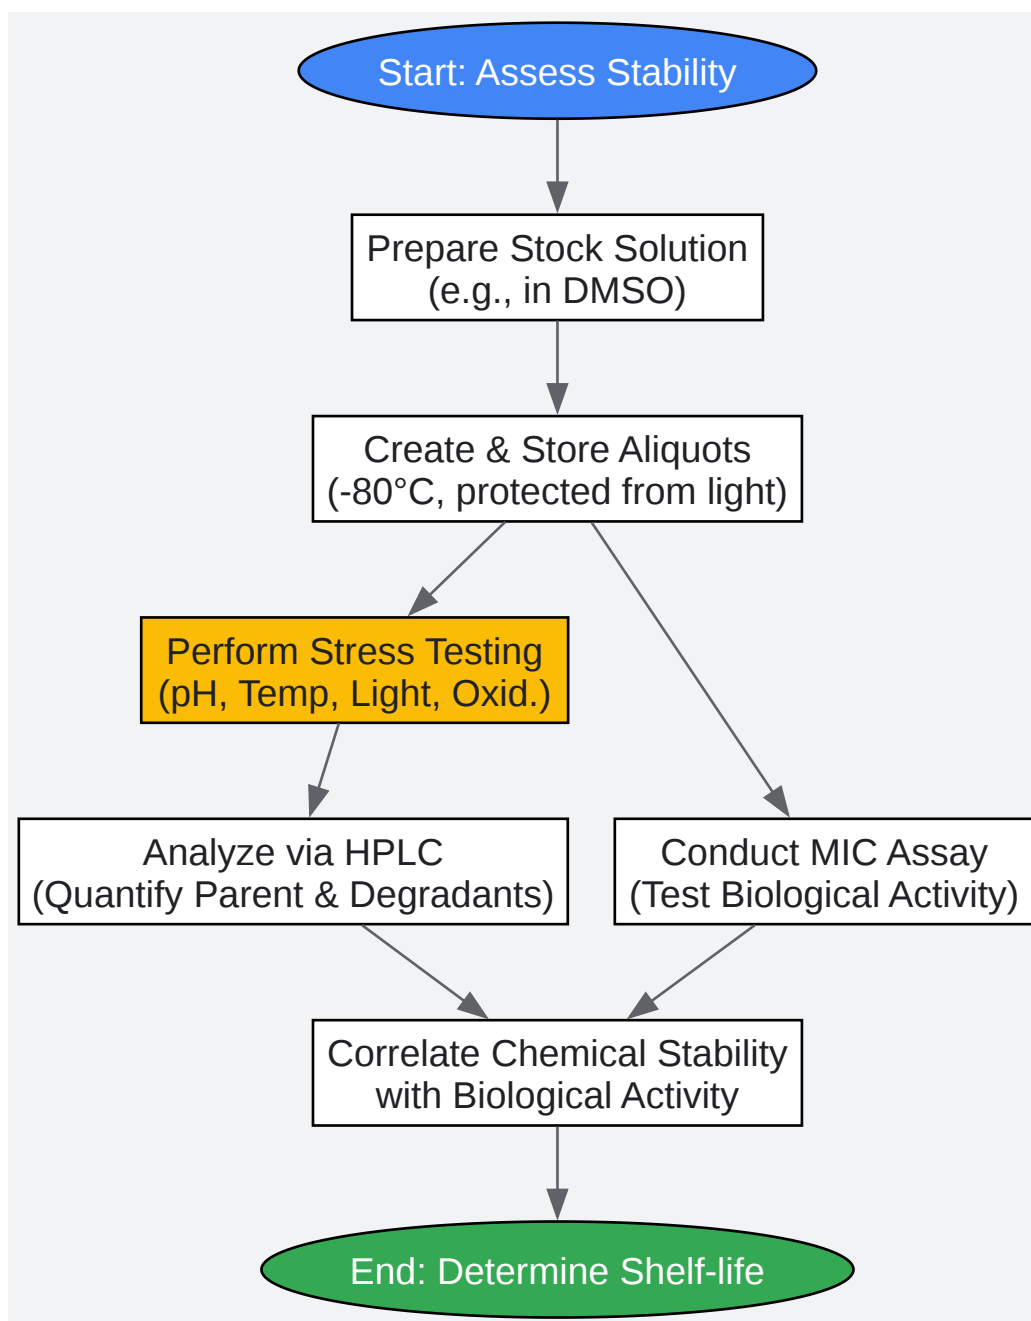 Start: Assess Stability
Prepare Stock Solution
(e.g., in DMSO)
Create & Store Aliquots
(-80°C, protected from light)
Perform Stress Testing
(pH, Temp, Light, Oxid.)
Analyze via HPLC
(Quantify Parent & Degradants)
Conduct MIC Assay
(Test Biological Activity)
Correlate Chemical Stability
with Biological Activity
End: Determine Shelf-life